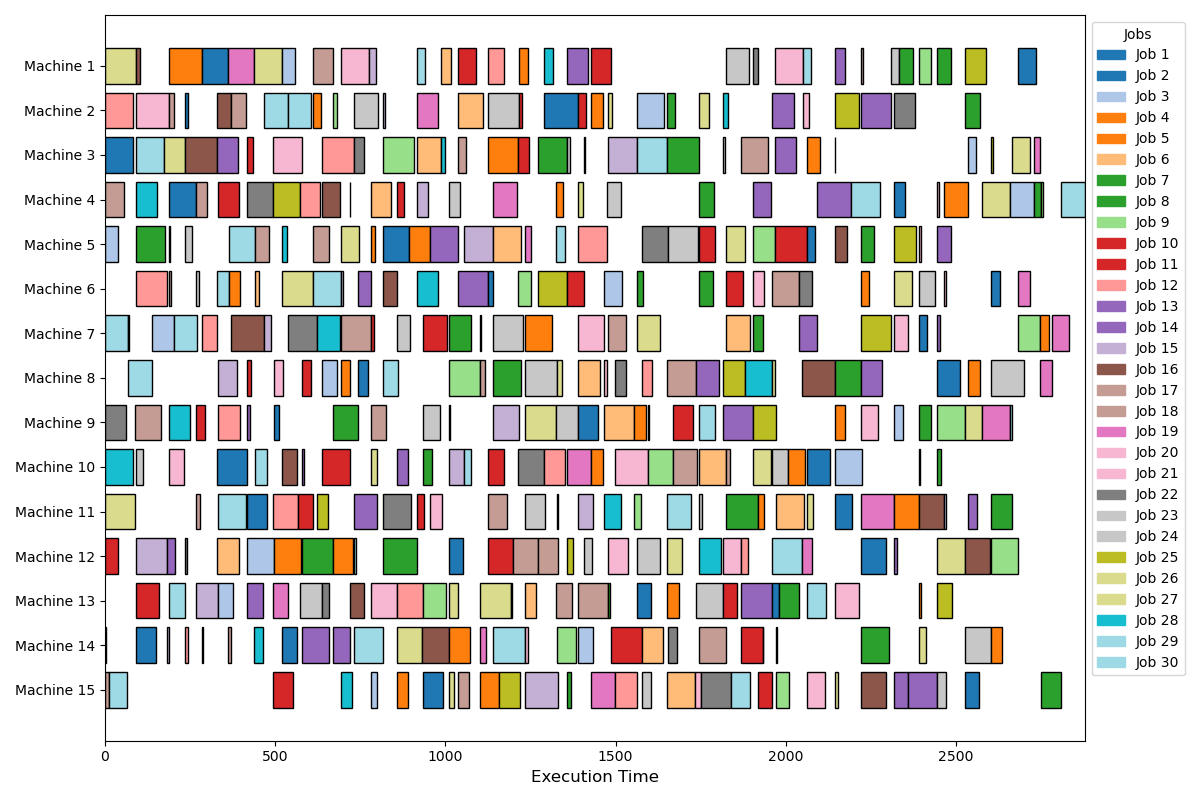 Machine 1
Machine 2
Machine 3
Machine 4
Machine 5
Machine 6
Machine 7
Machine 8
Machine 9
Machine 10
Machine 11
Machine 12
Machine 13
Machine 14
Machine 15
0 500 1000 1500 2000 2500
Execution Time
Jobs
Job 1
Job 2
Job 3
Job 4
Job 5
Job 6
Job 7
Job 8
Job 9
Job 10
Job 11
Job 12
Job 13
Job 14
Job 15
Job 16
Job 17
Job 18
Job 19
Job 20
Job 21
Job 22
Job 23
Job 24
Job 25
Job 26
Job 27
Job 28
Job 29
Job 30